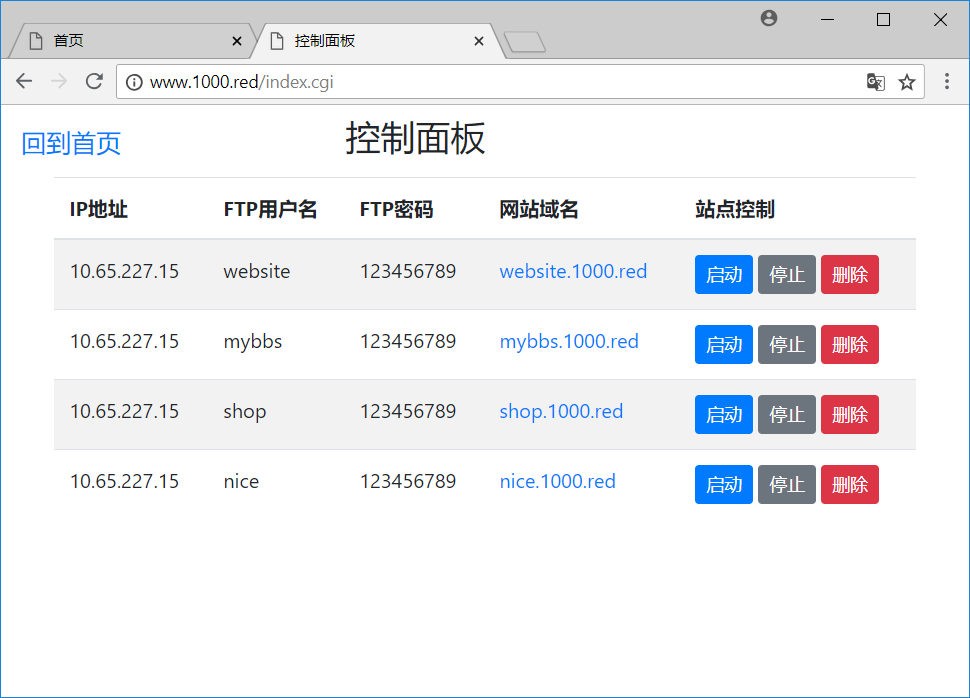 首页
控制面板
www.1000.red/index.cgi
回到首页
控制面板
IP地址 FTP用户名 FTP密码 网站域名 站点控制
10.65.227.15 website 123456789 website.1000.red 启动 停止 删除
10.65.227.15 mybbs 123456789 mybbs.1000.red 启动 停止 删除
10.65.227.15 shop 123456789 shop.1000.red 启动 停止 删除
10.65.227.15 nice 123456789 nice.1000.red 启动 停止 删除